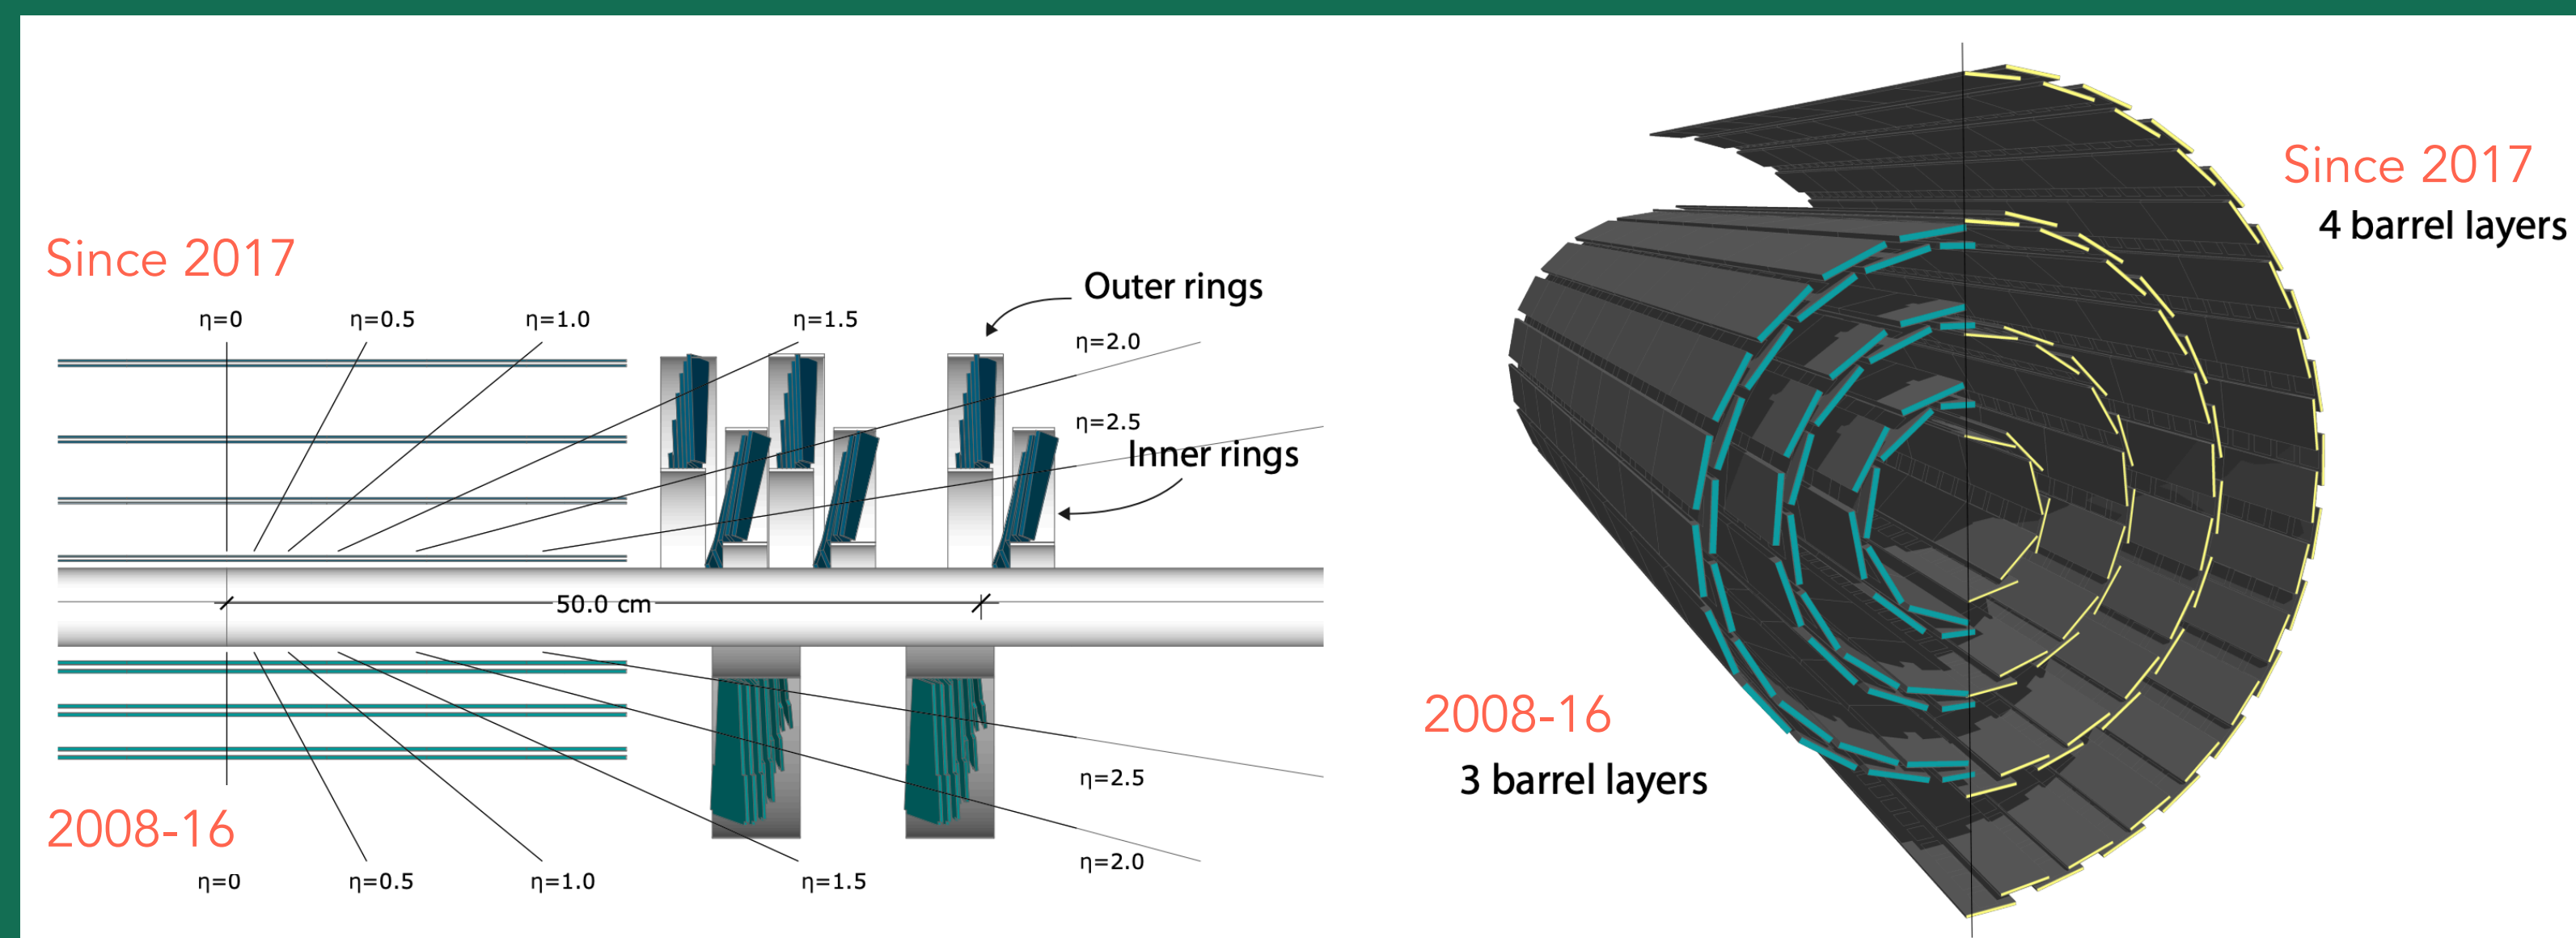 Since 2017
η=0
η=0.5
η=1.0
η=1.5
Outer rings
η=2.0
η=2.5
Inner rings
50.0 cm
η=2.5
η=2.0
2008-16
η=0
η=0.5
η=1.0
η=1.5
Since 2017
4 barrel layers
2008-16
3 barrel layers